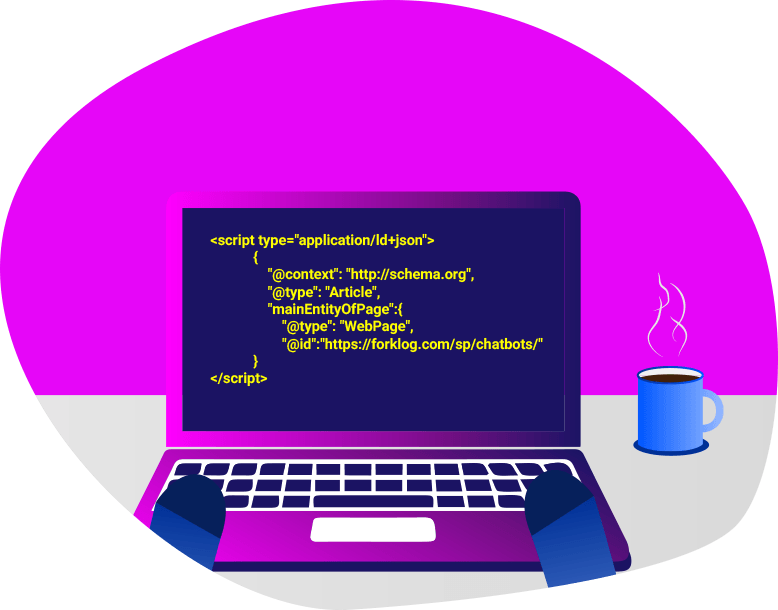 <script type="application/ld+json">
{
"@context": "http://schema.org",
"@type": "Article",
"mainEntityOfPage":{
"@type": "WebPage",
"@id":"https://forklog.com/sp/chatbots/"
}
</script>